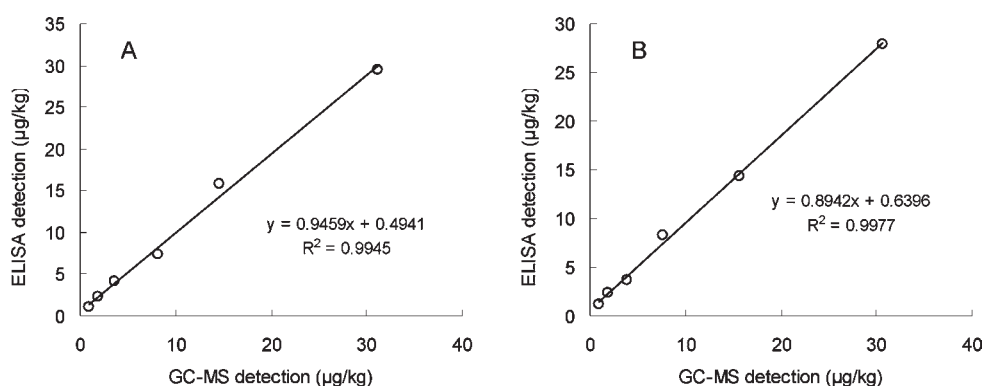 A
ELISA detection (µg/kg)
35
30
25
20
15
10
5
0
y = 0.9459x + 0.4941
R² = 0.9945
0 10 20 30 40
GC-MS detection (µg/kg)
B
ELISA detection (µg/kg)
30
25
20
15
10
5
0
y = 0.8942x + 0.6396
R² = 0.9977
0 10 20 30 40
GC-MS detection (µg/kg)